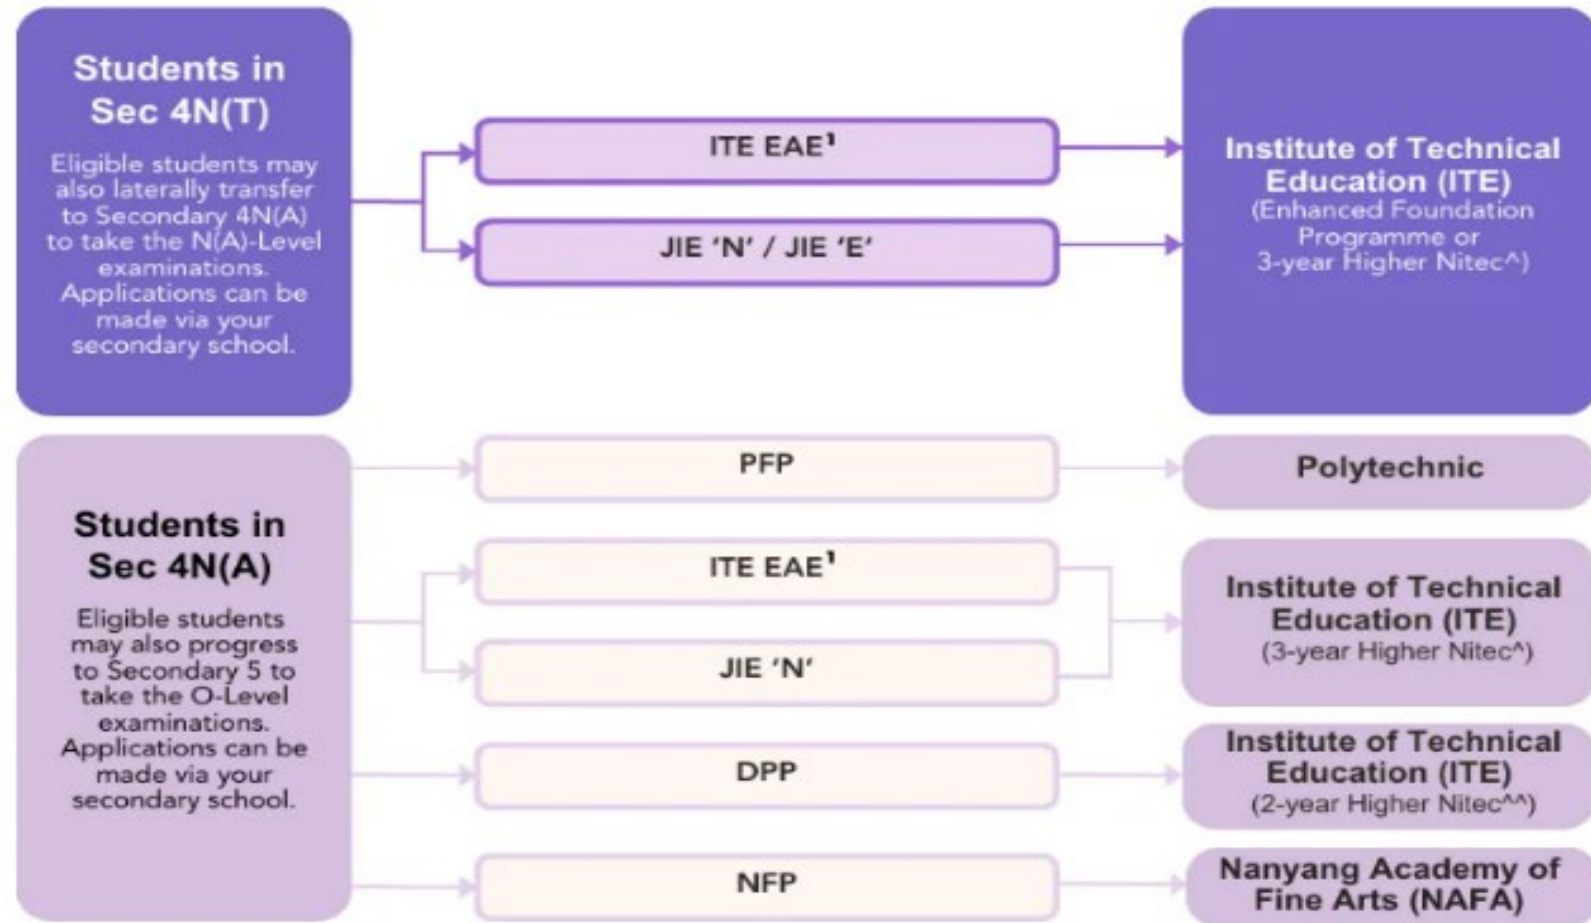 Students in
Sec 4N(T)
Eligible students may
also laterally transfer
to Secondary 4N(A)
to take the N(A)-Level
examinations.
Applications can be
made via your
secondary school.
ITE EAE¹
JIE ‘N’ / JIE ‘E’
Institute of Technical
Education (ITE)
(Enhanced Foundation
Programme or
3-year Higher Nitec^)
Students in
Sec 4N(A)
Eligible students
may also progress
to Secondary 5 to
take the O-Level
examinations.
Applications can be
made via your
secondary school.
PFP
Polytechnic
ITE EAE¹
JIE ‘N’
Institute of Technical
Education (ITE)
(3-year Higher Nitec^)
DPP
Institute of Technical
Education (ITE)
(2-year Higher Nitec^^)
NFP
Nanyang Academy of
Fine Arts (NAFA)